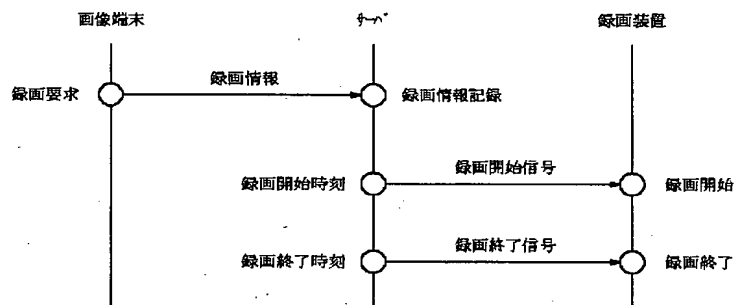 画像端末
サーバ
録画装置
録画情報
録画要求
録画情報記録
録画開始信号
録画開始時刻
録画開始
録画終了信号
録画終了時刻
録画終了